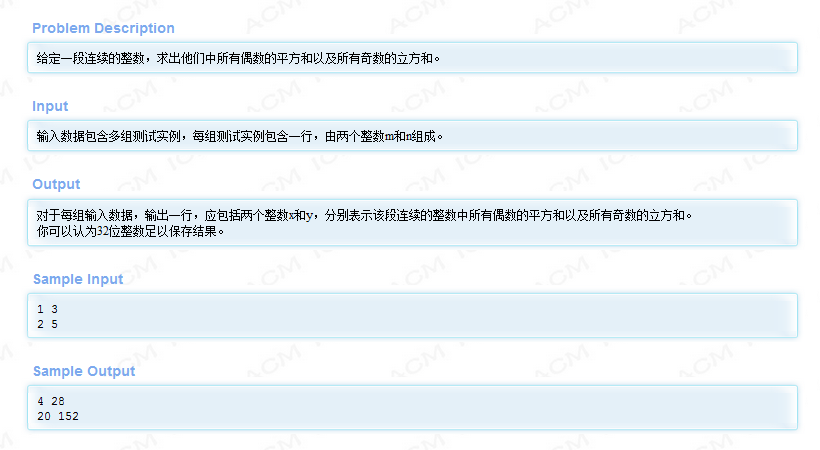 Problem Description
给定一段连续的整数，求出他们中所有偶数的平方和以及所有奇数的立方和。
Input
输入数据包含多组测试实例，每组测试实例包含一行，由两个整数m和n组成。
Output
对于每组输入数据，输出一行，应包括两个整数x和y，分别表示该段连续的整数中所有偶数的平方和以及所有奇数的立方和。
你可以认为32位整数足以保存结果。
Sample Input
1 3
2 5
Sample Output
4 28
20 152